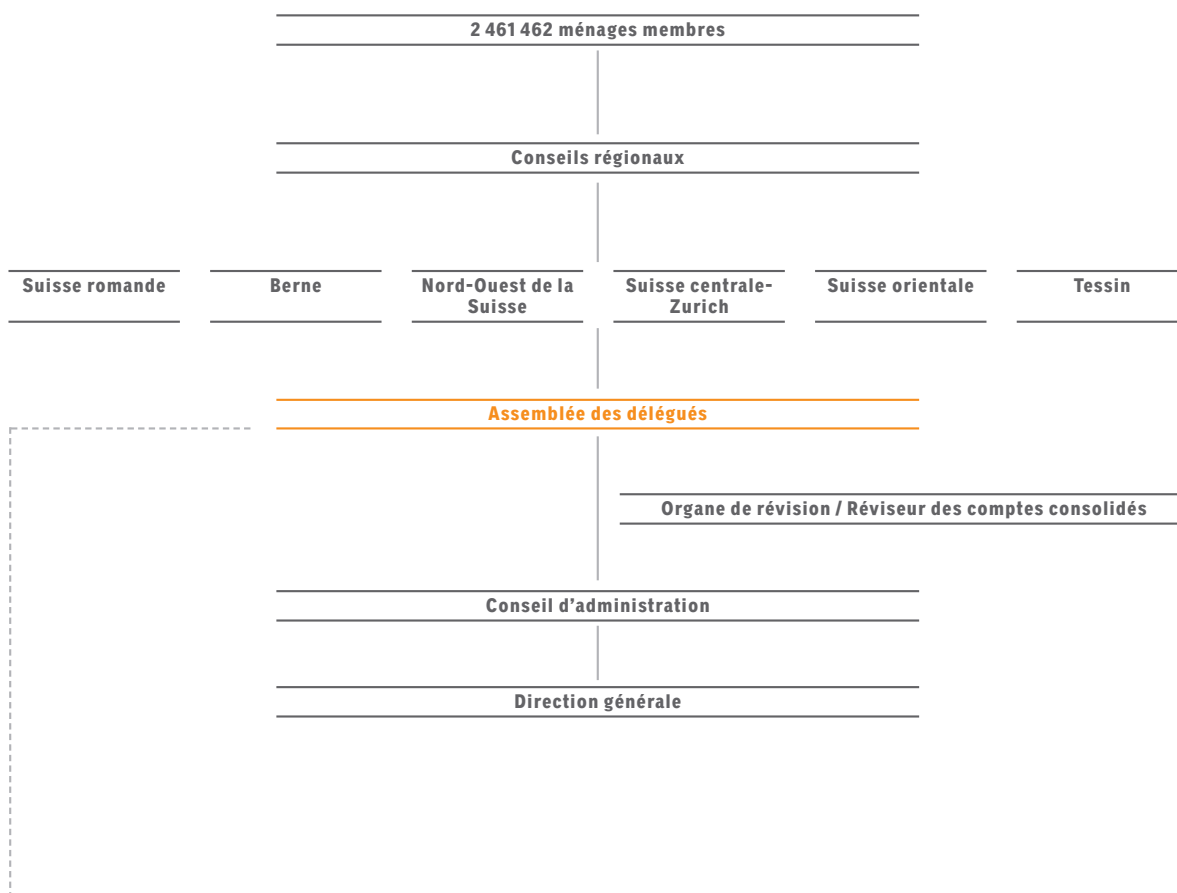 2 461 462 ménages membres
Conseils régionaux
Suisse romande
Berne
Nord-Ouest de la
Suisse
Suisse centrale-
Zurich
Suisse orientale
Tessin
Assemblée des délégués
Organe de révision / Réviseur des comptes consolidés
Conseil d’administration
Direction générale